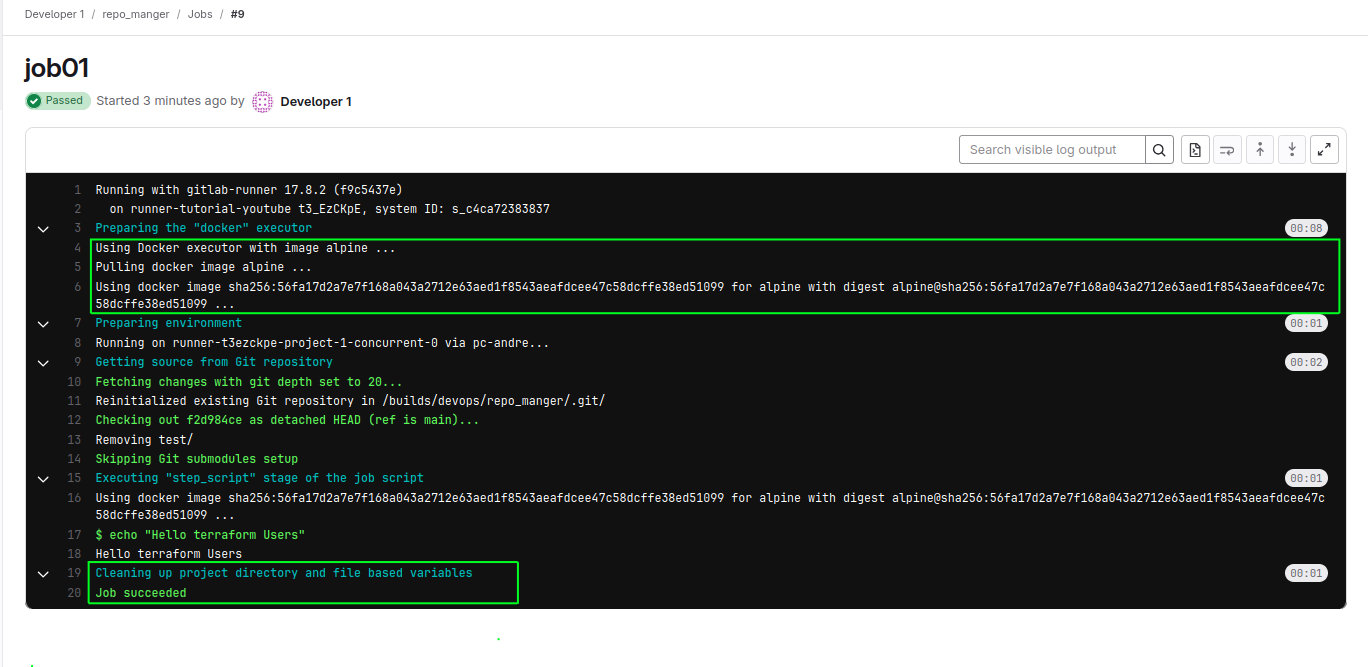 Developer 1 / repo_manger / Jobs / #9
job01
Passed Started 3 minutes ago by Developer 1
Search visible log output
1 Running with gitlab-runner 17.8.2 (f9c5437e)
2 on runner-tutorial-youtube t3_EzCKpE, system ID: s_c4ca72383837
3 Preparing the "docker" executor 00:08
4 Using Docker executor with image alpine ...
5 Pulling docker image alpine ...
6 Using docker image sha256:56fa17d2a7e7f168a043a2712e63aed1f8543aeafdcee47c58dcffe38ed51099 for alpine with digest alpine@sha256:56fa17d2a7e7f168a043a2712e63aed1f8543aeafdcee47c
58dcffe38ed51099 ...
7 Preparing environment 00:01
8 Running on runner-t3ezckpe-project-1-concurrent-0 via pc-andre...
9 Getting source from Git repository 00:02
10 Fetching changes with git depth set to 20...
11 Reinitialized existing Git repository in /builds/devops/repo_manger/.git/
12 Checking out f2d984ce as detached HEAD (ref is main)...
13 Removing test/
14 Skipping Git submodules setup
15 Executing "step_script" stage of the job script 00:01
16 Using docker image sha256:56fa17d2a7e7f168a043a2712e63aed1f8543aeafdcee47c58dcffe38ed51099 for alpine with digest alpine@sha256:56fa17d2a7e7f168a043a2712e63aed1f8543aeafdcee47c
58dcffe38ed51099 ...
17 $ echo "Hello terraform Users"
18 Hello terraform Users
19 Cleaning up project directory and file based variables 00:01
20 Job succeeded